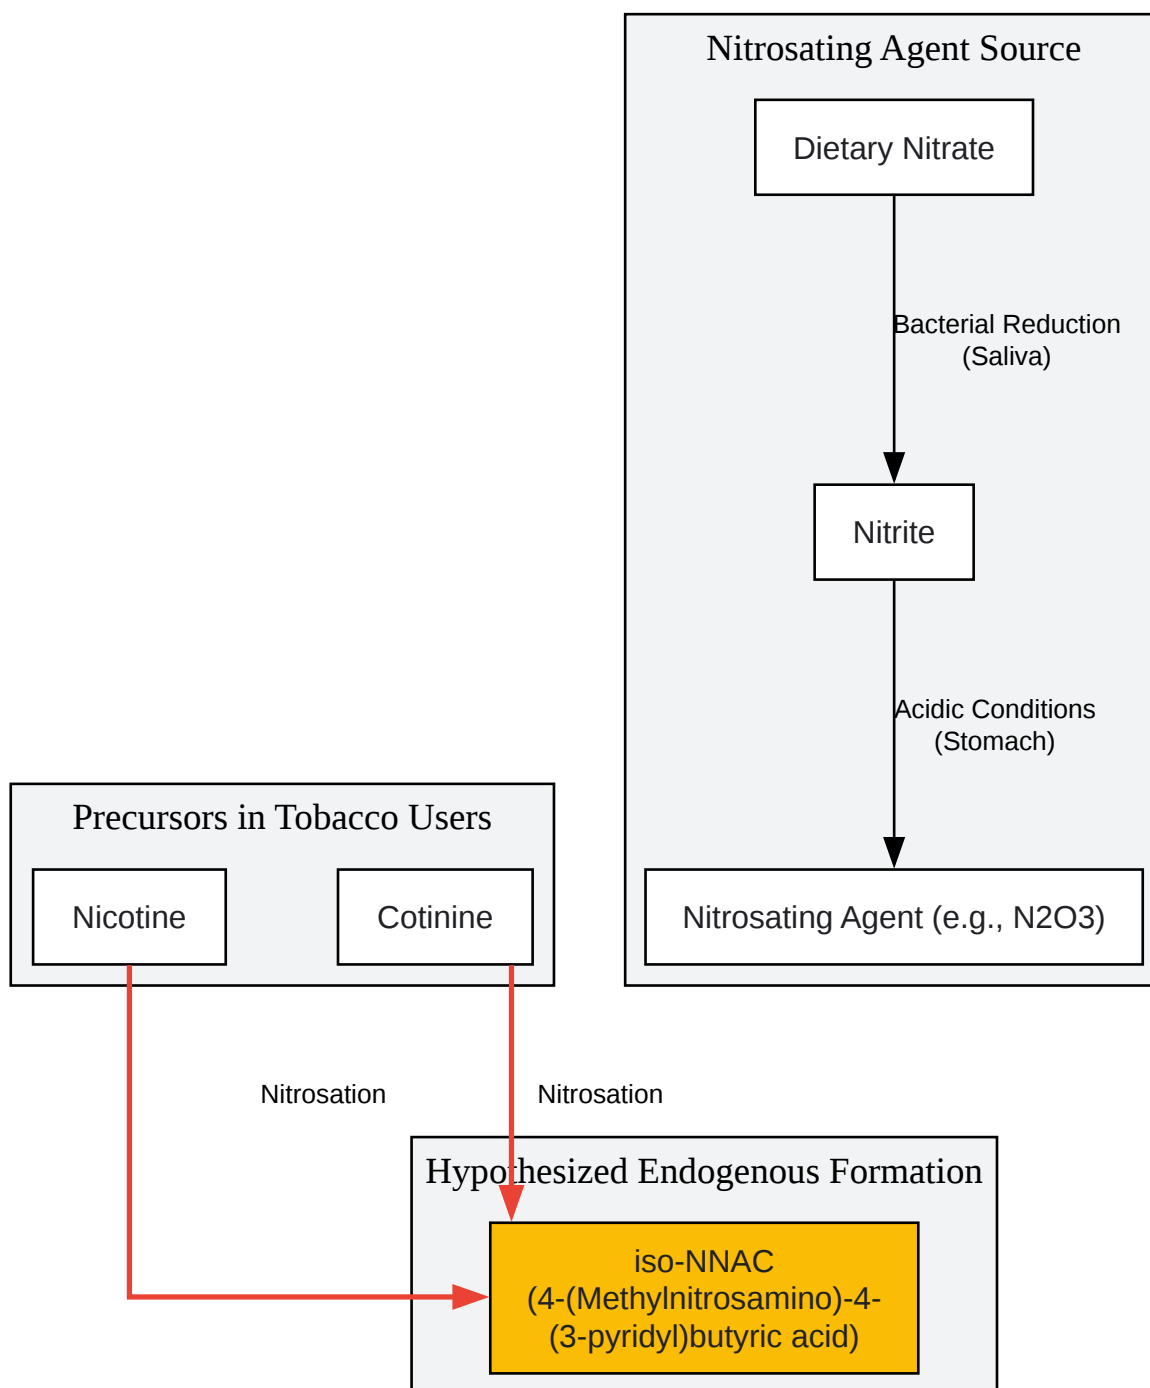 Nitrosating Agent Source
Dietary Nitrate
Bacterial Reduction
(Saliva)
Nitrite
Acidic Conditions
(Stomach)
Nitrosating Agent (e.g., N2O3)
Precursors in Tobacco Users
Nicotine
Cotinine
Nitrosation
Nitrosation
Hypothesized Endogenous Formation
iso-NNAC
(4-(Methylnitrosamino)-4-
(3-pyridyl)butyric acid)